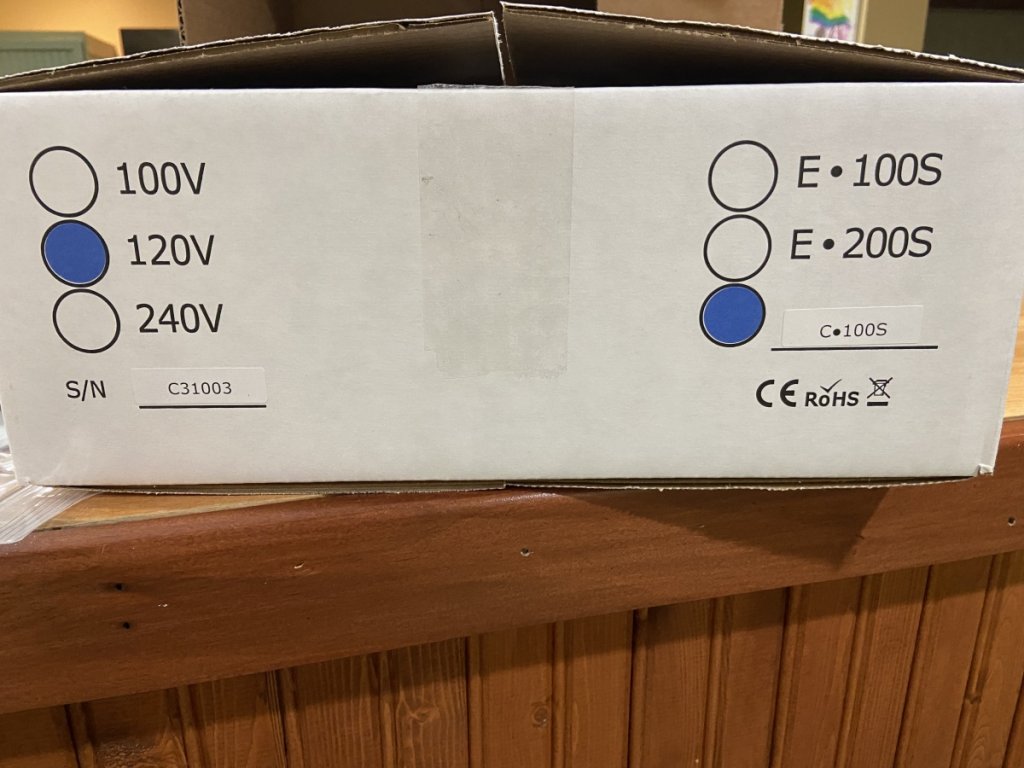 100V
120V
240V
S/N C31003
E•100S
E•200S
C•100S
CE RoHS